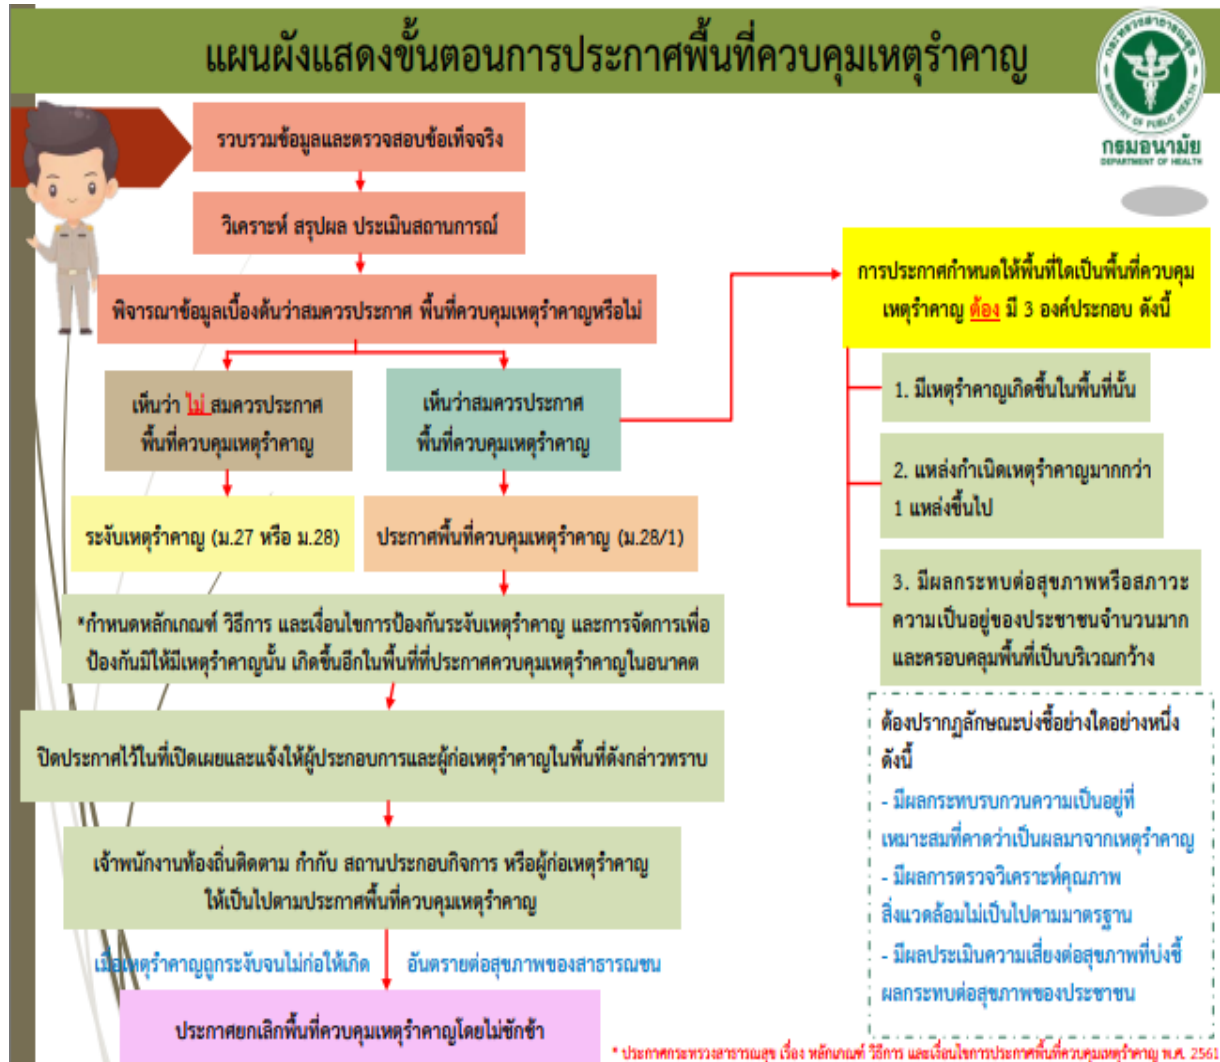 แผนผังแสดงขั้นตอนการประกาศพื้นที่ควบคุมเหตุรำคาญ
กระทรวงสาธารณสุข
MINISTRY OF PUBLIC HEALTH
กรมอนามัย
DEPARTMENT OF HEALTH
รวบรวมข้อมูลและตรวจสอบข้อเท็จจริง
วิเคราะห์ สรุปผล ประเมินสถานการณ์
พิจารณาข้อมูลเบื้องต้นว่าสมควรประกาศ พื้นที่ควบคุมเหตุรำคาญหรือไม่
เห็นว่า ไม่ สมควรประกาศ
พื้นที่ควบคุมเหตุรำคาญ
เห็นว่าสมควรประกาศ
พื้นที่ควบคุมเหตุรำคาญ
ระงับเหตุรำคาญ (ม.27 หรือ ม.28)
ประกาศพื้นที่ควบคุมเหตุรำคาญ (ม.28/1)
*กำหนดหลักเกณฑ์ วิธีการ และเงื่อนไขการป้องกันระงับเหตุรำคาญ และการจัดการเพื่อ
ป้องกันมิให้มีเหตุรำคาญนั้น เกิดขึ้นอีกในพื้นที่ที่ประกาศควบคุมเหตุรำคาญในอนาคต
ปิดประกาศไว้ในที่เปิดเผยและแจ้งให้ผู้ประกอบการและผู้ก่อเหตุรำคาญในพื้นที่ดังกล่าวทราบ
เจ้าพนักงานท้องถิ่นติดตาม กำกับ สถานประกอบกิจการ หรือผู้ก่อเหตุรำคาญ
ให้เป็นไปตามประกาศพื้นที่ควบคุมเหตุรำคาญ
เมื่อเหตุรำคาญถูกระงับจนไม่ก่อให้เกิด อันตรายต่อสุขภาพของสาธารณชน
ประกาศยกเลิกพื้นที่ควบคุมเหตุรำคาญโดยไม่ชักช้า
การประกาศกำหนดให้พื้นที่ใดเป็นพื้นที่ควบคุม
เหตุรำคาญ ต้อง มี 3 องค์ประกอบ ดังนี้
1. มีเหตุรำคาญเกิดขึ้นในพื้นที่นั้น
2. แหล่งกำเนิดเหตุรำคาญมากกว่า
1 แหล่งขึ้นไป
3. มีผลกระทบต่อสุขภาพหรือสภาวะ
ความเป็นอยู่ของประชาชนจำนวนมาก
และครอบคลุมพื้นที่เป็นบริเวณกว้าง
ต้องปรากฏลักษณะบ่งชี้อย่างใดอย่างหนึ่ง
ดังนี้
- มีผลกระทบรบกวนความเป็นอยู่ที่
เหมาะสมที่คาดว่าเป็นผลมาจากเหตุรำคาญ
- มีผลการตรวจวิเคราะห์คุณภาพ
สิ่งแวดล้อมไม่เป็นไปตามมาตรฐาน
- มีผลประเมินความเสี่ยงต่อสุขภาพที่บ่งชี้
ผลกระทบต่อสุขภาพของประชาชน
* ประกาศกระทรวงสาธารณสุข เรื่อง หลักเกณฑ์ วิธีการ และเงื่อนไขการประกาศพื้นที่ควบคุมเหตุรำคาญ พ.ศ. 2561